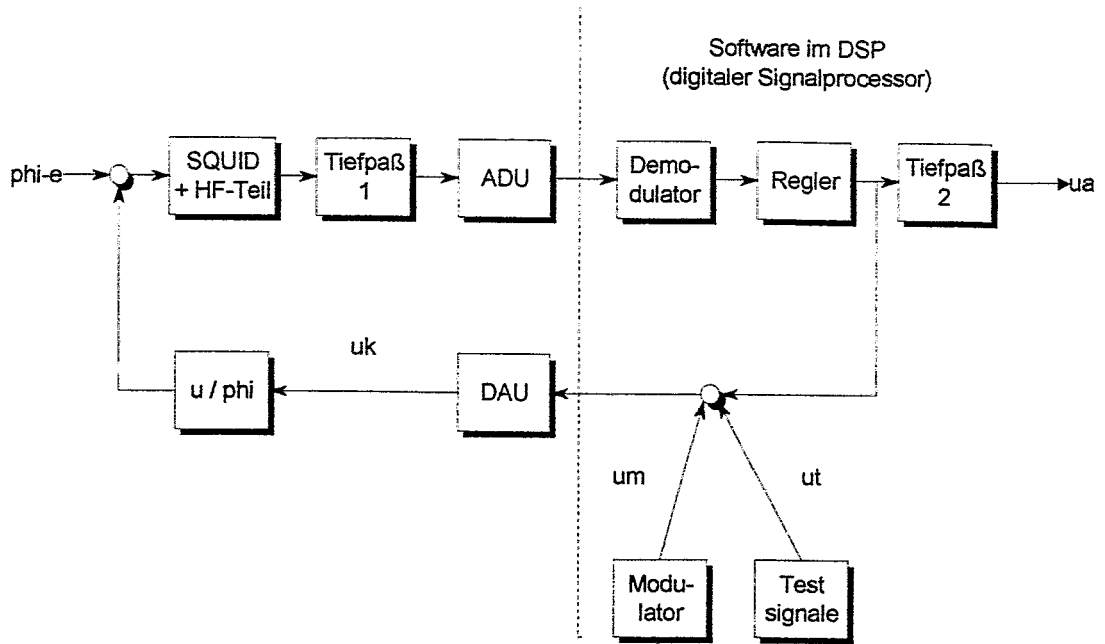 Software im DSP
(digitaler Signalprocessor)
phi-e
SQUID
+ HF-Teil
Tiefpaß
1
ADU
Demo-
dulator
Regler
Tiefpaß
2
ua
u / phi
uk
DAU
um
ut
Modu-
lator
Test
signale